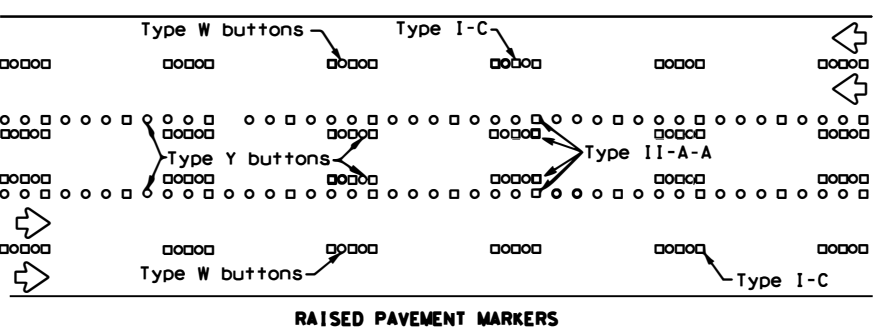 Type W buttons Type I-C
Type Y buttons Type II-A-A
Type W buttons Type I-C
RAISED PAVEMENT MARKERS